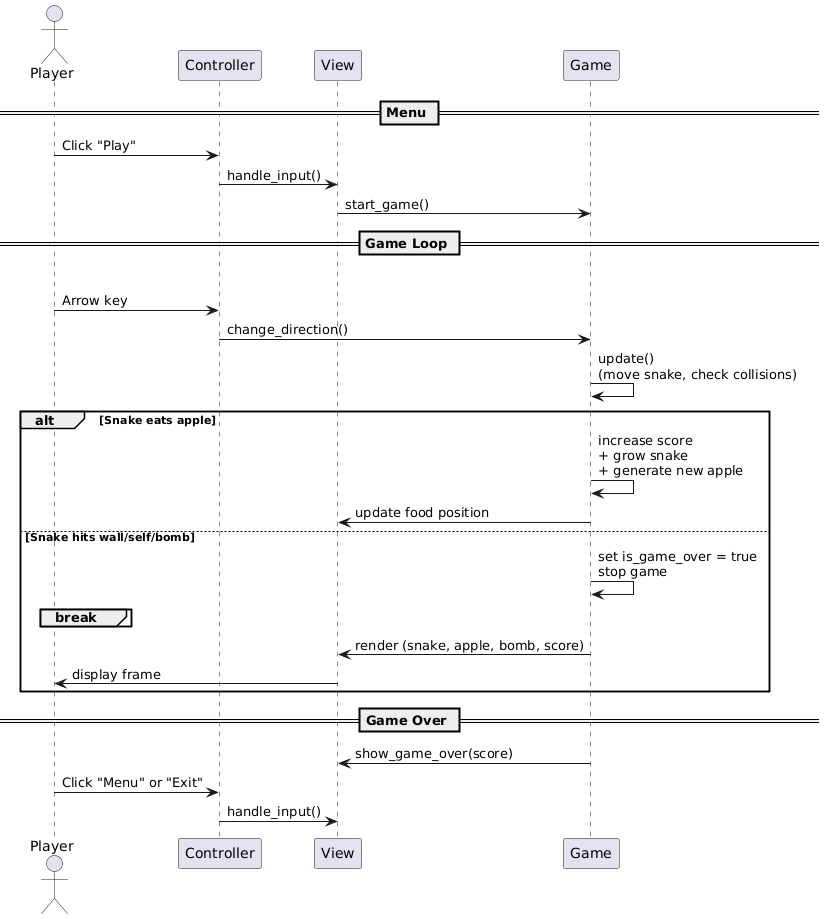 Player
Controller
View
Game
Menu
Click "Play"
handle_input()
start_game()
Game Loop
Arrow key
change_direction()
update()
(move snake, check collisions)
alt
[Snake eats apple]
increase score
+ grow snake
+ generate new apple
update food position
[Snake hits wall/self/bomb]
set is_game_over = true
stop game
break
render (snake, apple, bomb, score)
display frame
Game Over
show_game_over(score)
Click "Menu" or "Exit"
handle_input()
Player
Controller
View
Game